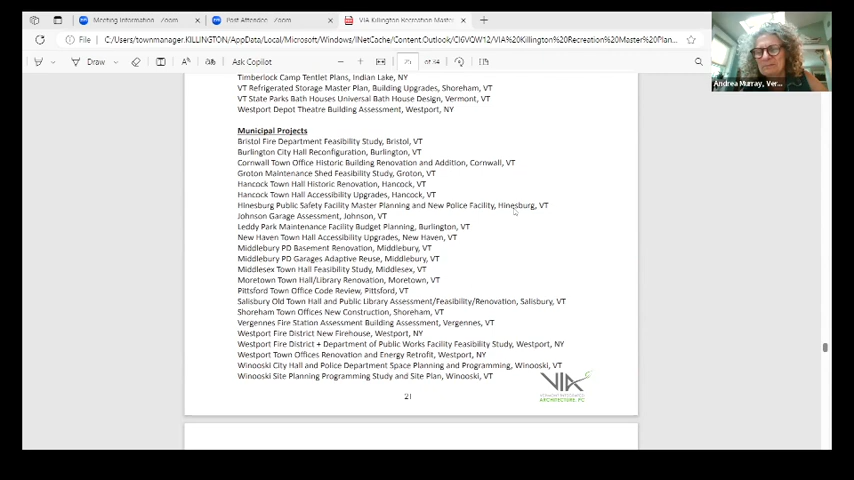 Meeting Information - Zoom
Post Attendee - Zoom
VIA Killington Recreation Master
File
C:/Users/townmanager.KILLINGTON/AppData/Local/Microsoft/Windows/INetCache/Content.Outlook/CI6VQW12/VIA%20Killington%20Recreation%20Master%20Plan...
Draw
Ask Copilot
25 of 34
Andrea Murray, Ver...
Timberlock Camp Tentlet Plans, Indian Lake, NY
VT Refrigerated Storage Master Plan, Building Upgrades, Shoreham, VT
VT State Parks Bath Houses Universal Bath House Design, Vermont, VT
Westport Depot Theatre Building Assessment, Westport, NY
Municipal Projects
Bristol Fire Department Feasibility Study, Bristol, VT
Burlington City Hall Reconfiguration, Burlington, VT
Cornwall Town Office Historic Building Renovation and Addition, Cornwall, VT
Groton Maintenance Shed Feasibility Study, Groton, VT
Hancock Town Hall Historic Renovation, Hancock, VT
Hancock Town Hall Accessibility Upgrades, Hancock, VT
Hinesburg Public Safety Facility Master Planning and New Police Facility, Hinesburg, VT
Johnson Garage Assessment, Johnson, VT
Leddy Park Maintenance Facility Budget Planning, Burlington, VT
New Haven Town Hall Accessibility Upgrades, New Haven, VT
Middlebury PD Basement Renovation, Middlebury, VT
Middlebury PD Garages Adaptive Reuse, Middlebury, VT
Middlesex Town Hall Feasibility Study, Middlesex, VT
Moretown Town Hall/Library Renovation, Moretown, VT
Pittsford Town Office Code Review, Pittsford, VT
Salisbury Old Town Hall and Public Library Assessment/Feasibility/Renovation, Salisbury, VT
Shoreham Town Offices New Construction, Shoreham, VT
Vergennes Fire Station Assessment Building Assessment, Vergennes, VT
Westport Fire District New Firehouse, Westport, NY
Westport Fire District + Department of Public Works Facility Feasibility Study, Westport, NY
Westport Town Offices Renovation and Energy Retrofit, Westport, NY
Winooski City Hall and Police Department Space Planning and Programming, Winooski, VT
Winooski Site Planning Programming Study and Site Plan, Winooski, VT
VIA
VERMONT INTEGRATED
ARCHITECTURE, PC
21